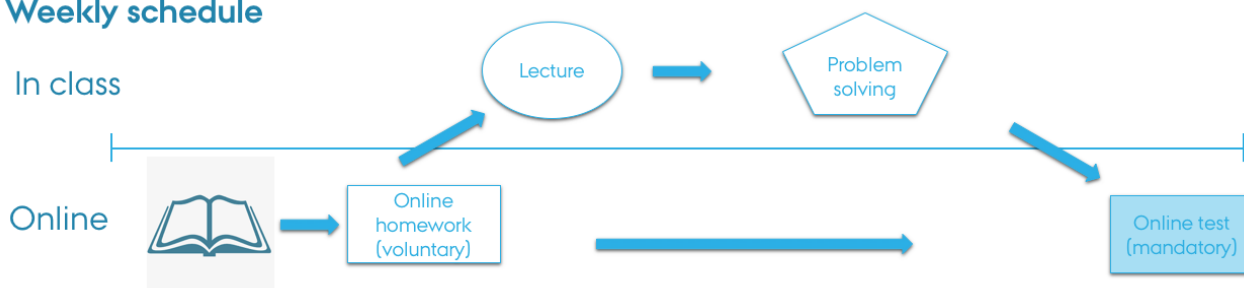 Weekly schedule
In class
Lecture
Problem
solving
Online
Online
homework
(voluntary)
Online test
(mandatory)